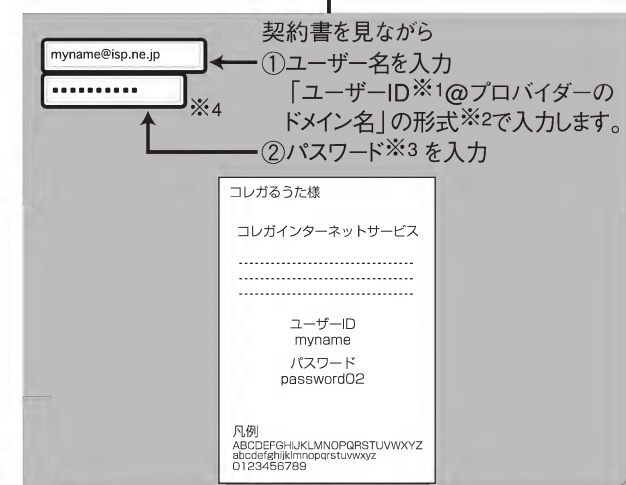 契約書を見ながら
myname@isp.ne.jp
①ユーザー名を入力
「ユーザーID※1@プロバイダーの
ドメイン名」の形式※2で入力します。
••••••••••
※4
②パスワード※3 を入力
コレガるうた様
コレガインターネットサービス
ユーザーID
myname
パスワード
password02
凡例
ABCDEFGHIJKLMNOPQRSTUVWXYZ
abcdefghijklmnopqrstuvwxyz
0123456789